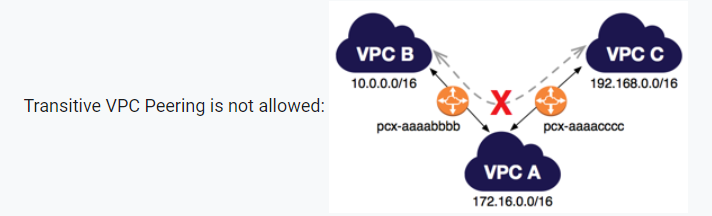 Transitive VPC Peering is not allowed:
VPC B
10.0.0.0/16
VPC C
192.168.0.0/16
X
pcx-aaaabbbb
pcx-aaaacccc
VPC A
172.16.0.0/16